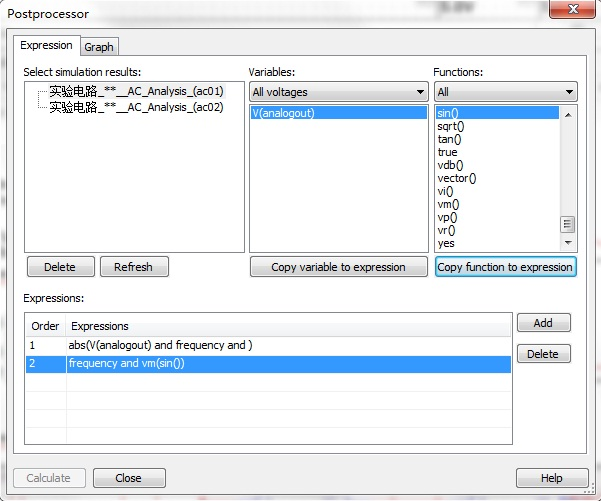 5.0V
Postprocessor
Expression
Graph
Select simulation results:
Variables:
Functions:
实验电路_**__AC_Analysis_(ac01)
实验电路_**__AC_Analysis_(ac02)
All voltages
All
V(analogout)
sin()
sqrt()
tan()
true
vdb()
vector()
vi()
vm()
vp()
vr()
yes
Delete
Refresh
Copy variable to expression
Copy function to expression
Expressions:
Order Expressions
1 abs(V(analogout) and frequency and )
2 frequency and vm(sin())
Add
Delete
Calculate
Close
Help